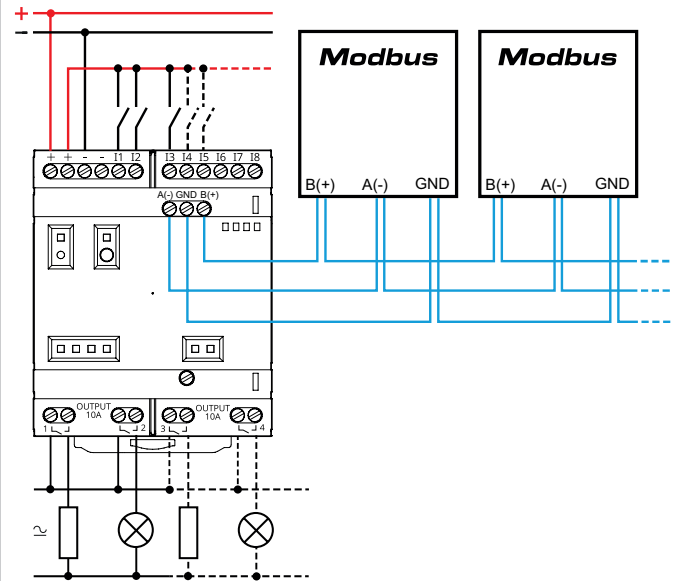 +
-
Modbus Modbus
+ + - - I1 I2 I3 I4 I5 I6 I7 I8
B(+) A(-) GND B(+) A(-) GND
A(-) GND B(+)
OUTPUT 10A OUTPUT 10A
1 2 3 4